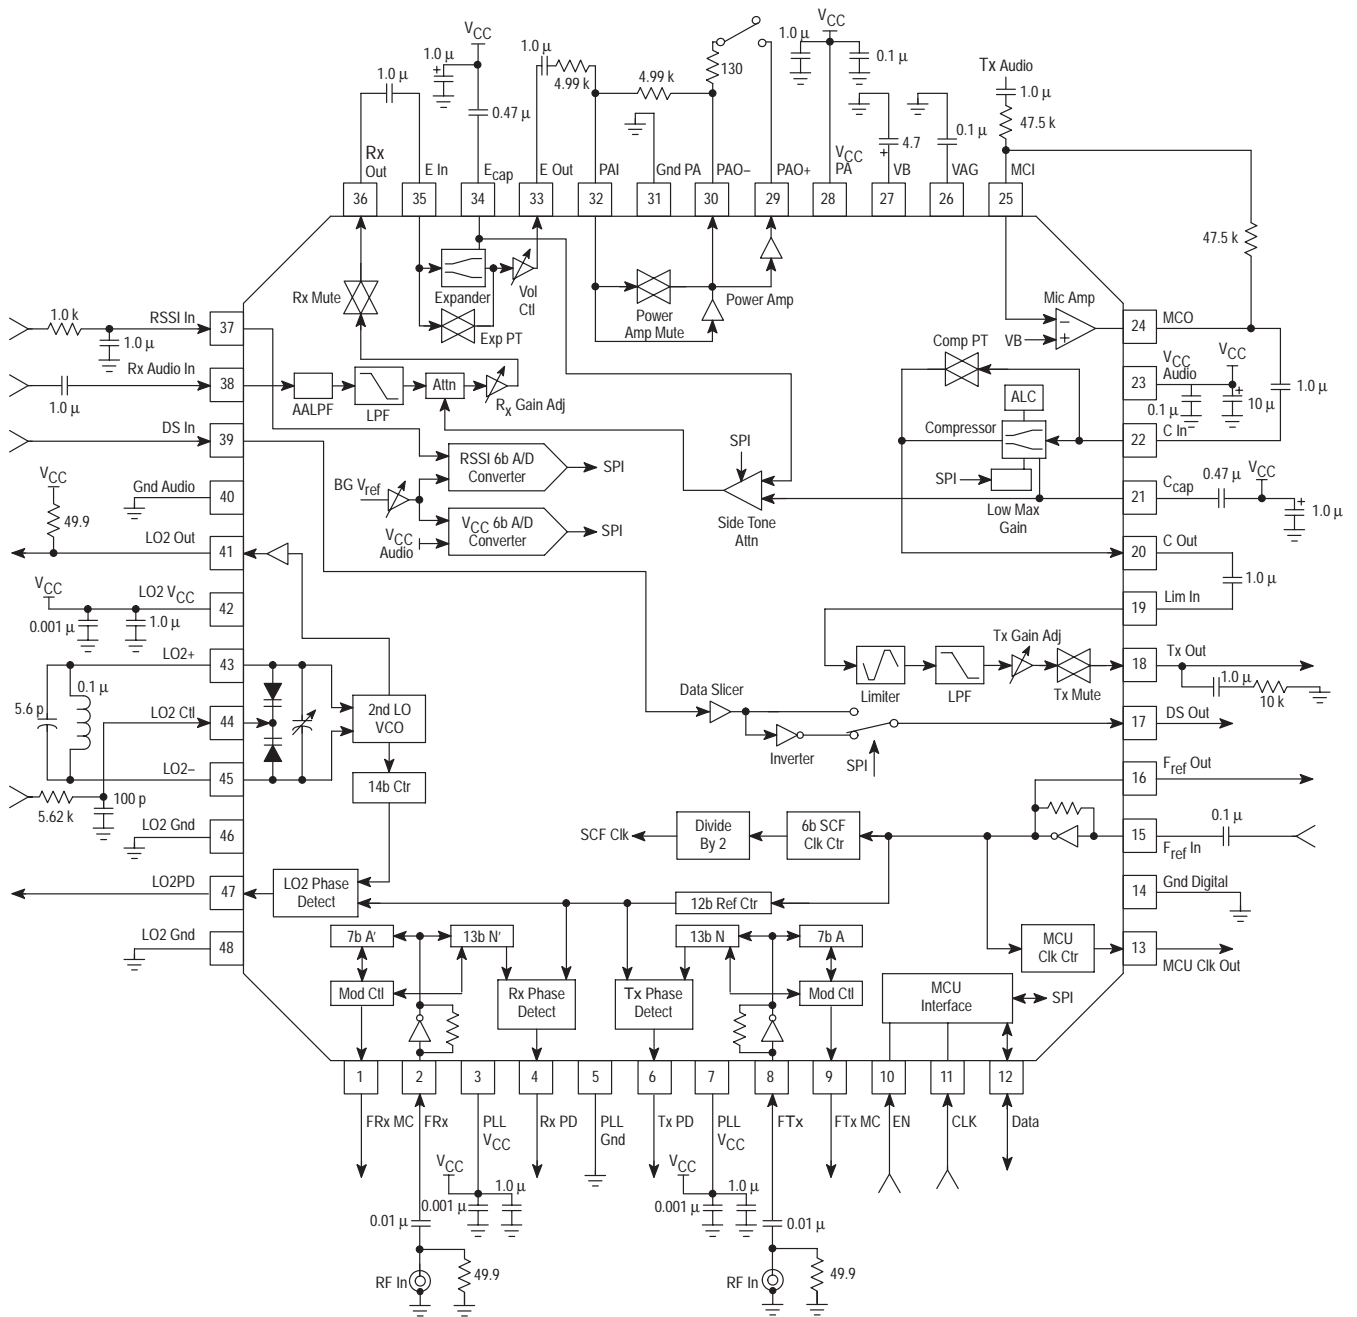 VCC
1.0 µ
1.0 µ
0.47 µ
1.0 µ
4.99 k
4.99 k
130
1.0 µ
VCC
0.1 µ
4.7
0.1 µ
Tx Audio
1.0 µ
47.5 k
47.5 k
Rx Out
E In
Ecap
E Out
PAI
Gnd PA
PAO–
PAO+
VCC PA
VB
VAG
MCI
36
35
34
33
32
31
30
29
28
27
26
25
Rx Mute
Expander
Exp PT
Vol Ctl
Power Amp Mute
Power Amp
Mic Amp
VB
–
+
1.0 k
RSSI In
37
1.0 µ
Rx Audio In
38
1.0 µ
DS In
39
VCC
49.9
Gnd Audio
40
LO2 Out
41
VCC
LO2 VCC
42
0.001 µ
1.0 µ
LO2+
43
5.6 p
0.1 µ
LO2 Ctl
44
LO2–
45
5.62 k
100 p
LO2 Gnd
46
LO2PD
47
LO2 Gnd
48
AALPF
LPF
Attn
Rx Gain Adj
RSSI 6b A/D Converter
SPI
BG Vref
VCC Audio
VCC 6b A/D Converter
SPI
SPI
Side Tone Attn
Comp PT
ALC
Compressor
SPI
Low Max Gain
24
MCO
23
VCC Audio
VCC
0.1 µ
10 µ
1.0 µ
22
C In
21
Ccap
0.47 µ
VCC
1.0 µ
20
C Out
1.0 µ
19
Lim In
18
Tx Out
1.0 µ
10 k
17
DS Out
16
Fref Out
15
Fref In
0.1 µ
14
Gnd Digital
13
MCU Clk Out
Limiter
LPF
Tx Gain Adj
Tx Mute
Data Slicer
Inverter
SPI
2nd LO VCO
14b Ctr
LO2 Phase Detect
SCF Clk
Divide By 2
6b SCF Clk Ctr
12b Ref Ctr
MCU Clk Ctr
7b A'
13b N'
Mod Ctl
Rx Phase Detect
Tx Phase Detect
13b N
7b A
Mod Ctl
MCU Interface
SPI
1
2
3
4
5
6
7
8
9
10
11
12
FRx MC
FRx
PLL VCC
Rx PD
PLL Gnd
Tx PD
PLL VCC
FTx
FTx MC
EN
CLK
Data
VCC
0.001 µ
1.0 µ
0.01 µ
RF In
49.9
VCC
0.001 µ
1.0 µ
0.01 µ
RF In
49.9